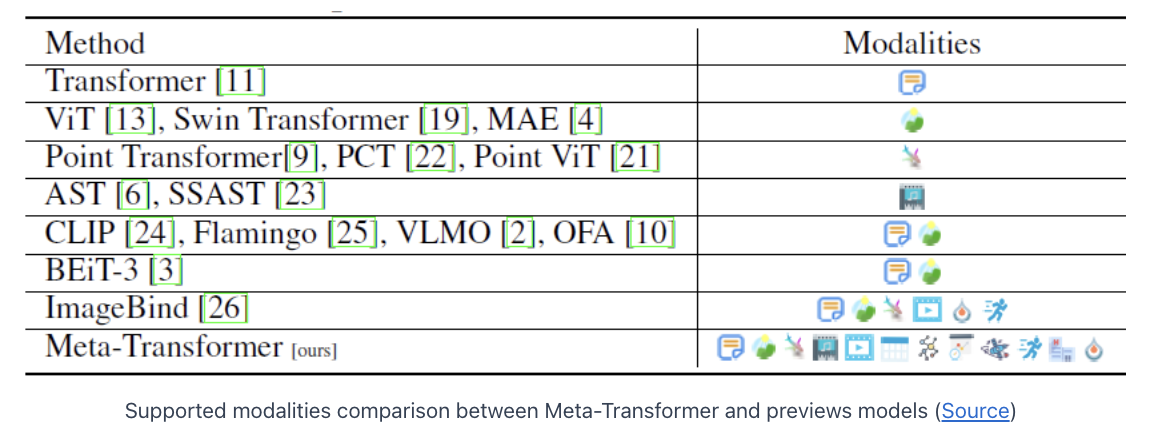 Method Modalities
Transformer [11]
ViT [13], Swin Transformer [19], MAE [4]
Point Transformer[9], PCT [22], Point ViT [21]
AST [6], SSAST [23]
CLIP [24], Flamingo [25], VLMO [2], OFA [10]
BEiT-3 [3]
ImageBind [26]
Meta-Transformer [ours]
Supported modalities comparison between Meta-Transformer and previews models (Source)